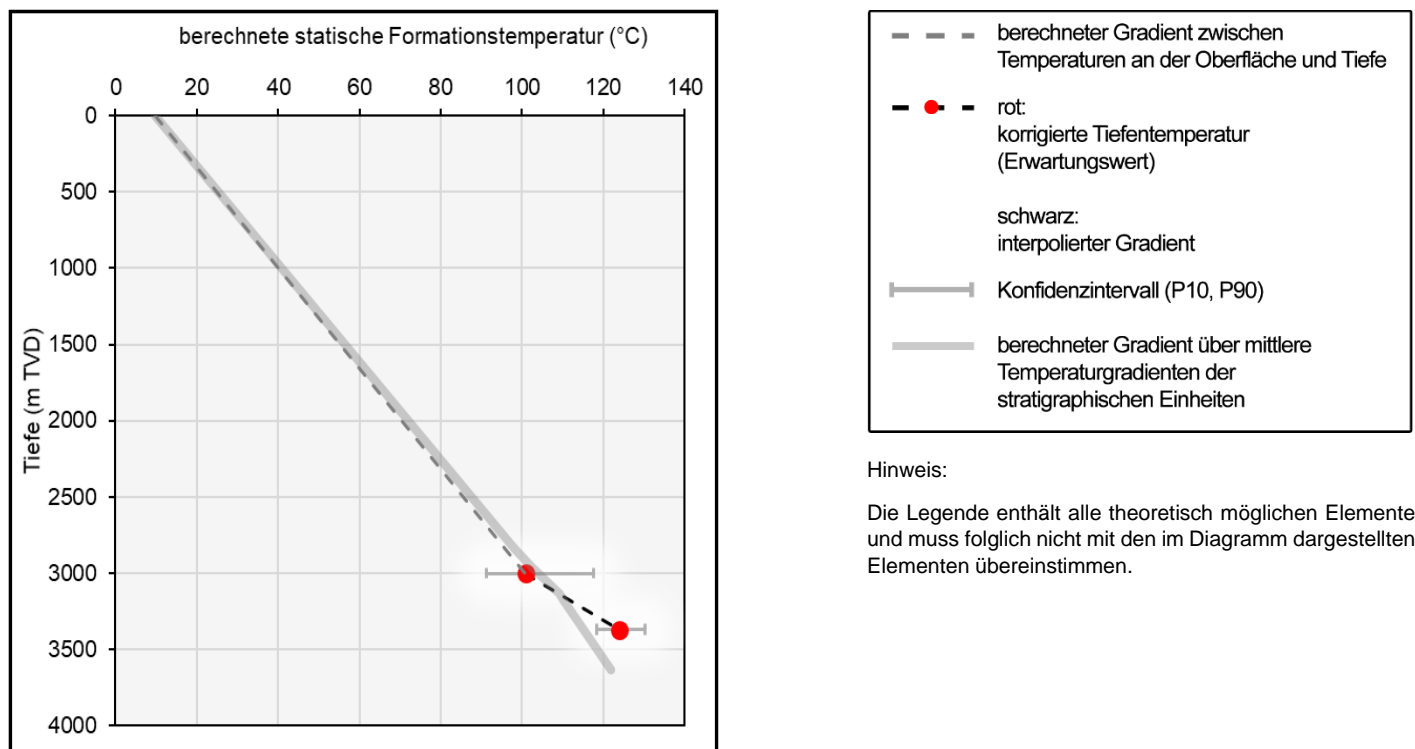 berechnete statische Formationstemperatur (°C)
0 20 40 60 80 100 120 140
0
500
1000
1500
2000
2500
3000
3500
4000
Tiefe (m TVD)
berechneter Gradient zwischen
Temperaturen an der Oberfläche und Tiefe
rot:
korrigierte Tiefentemperatur
(Erwartungswert)
schwarz:
interpolierter Gradient
Konfidenzintervall (P10, P90)
berechneter Gradient über mittlere
Temperaturgradienten der
stratigraphischen Einheiten
Hinweis:
Die Legende enthält alle theoretisch möglichen Elemente
und muss folglich nicht mit den im Diagramm dargestellten
Elementen übereinstimmen.